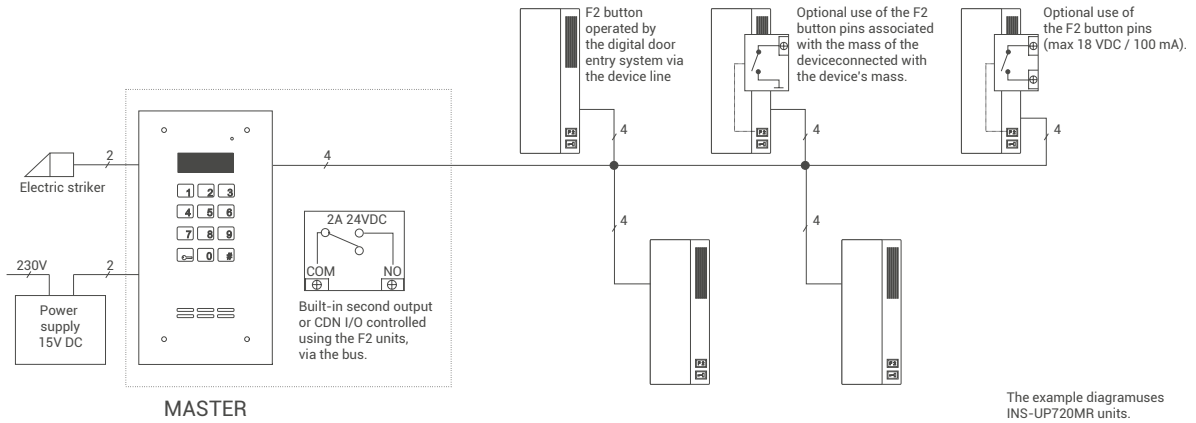 F2 button
operated by
the digital door
entry system via
the device line
Optional use of the F2
button pins associated
with the mass of the
deviceconnected with
the device's mass.
Optional use of
the F2 button pins
(max 18 VDC / 100 mA).
F2
F2
F2
4
4
4
2
4
Electric striker
1 2 3
4 5 6
7 8 9
0 #
2A 24VDC
COM NO
Built-in second output
or CDN I/O controlled
using the F2 units,
via the bus.
230V
2
Power
supply
15V DC
4
4
F2
F2
MASTER
The example diagramuses
INS-UP720MR units.